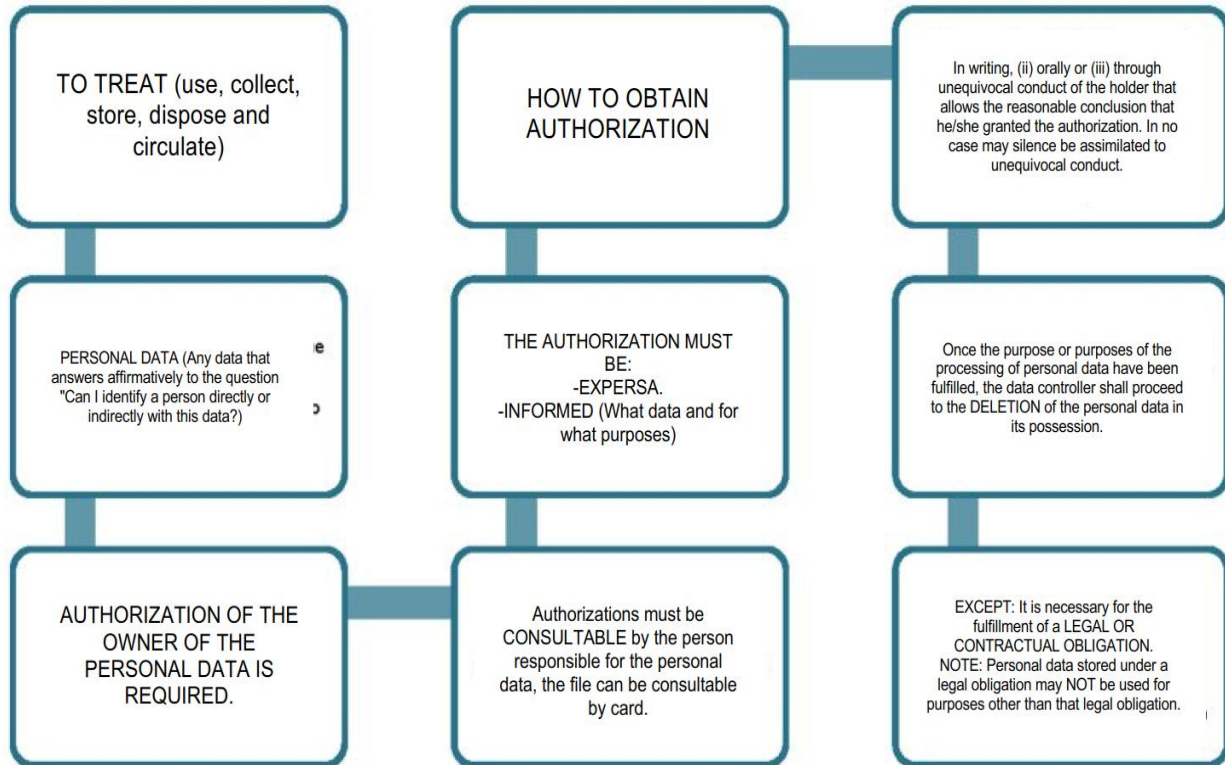 TO TREAT (use, collect,
store, dispose and
circulate)
PERSONAL DATA (Any data that
answers affirmatively to the question
"Can I identify a person directly or
indirectly with this data?)
e
AUTHORIZATION OF THE
OWNER OF THE
PERSONAL DATA IS
REQUIRED.
Authorizations must be
CONSULTABLE by the person
responsible for the personal
data, the file can be consultable
by card.
THE AUTHORIZATION MUST
BE:
-EXPERSA.
-INFORMED (What data and for
what purposes)
HOW TO OBTAIN
AUTHORIZATION
In writing, (ii) orally or (iii) through
unequivocal conduct of the holder that
allows the reasonable conclusion that
he/she granted the authorization. In no
case may silence be assimilated to
unequivocal conduct.
Once the purpose or purposes of the
processing of personal data have been
fulfilled, the data controller shall proceed
to the DELETION of the personal data in
its possession.
EXCEPT: It is necessary for the
fulfillment of a LEGAL OR
CONTRACTUAL OBLIGATION.
NOTE: Personal data stored under a
legal obligation may NOT be used for
purposes other than that legal obligation.